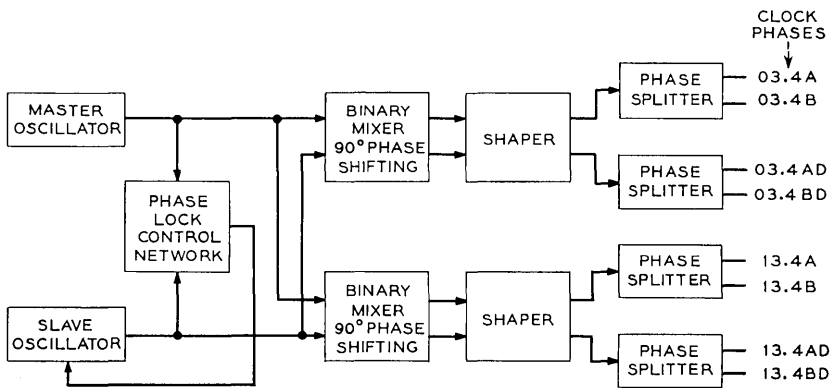 CLOCK
PHASES
MASTER
OSCILLATOR
BINARY
MIXER
90° PHASE
SHIFTING
SHAPER
PHASE
SPLITTER
03.4A
03.4B
PHASE
SPLITTER
03.4AD
03.4BD
PHASE
LOCK
CONTROL
NETWORK
SLAVE
OSCILLATOR
BINARY
MIXER
90° PHASE
SHIFTING
SHAPER
PHASE
SPLITTER
13.4A
13.4B
PHASE
SPLITTER
13.4AD
13.4BD